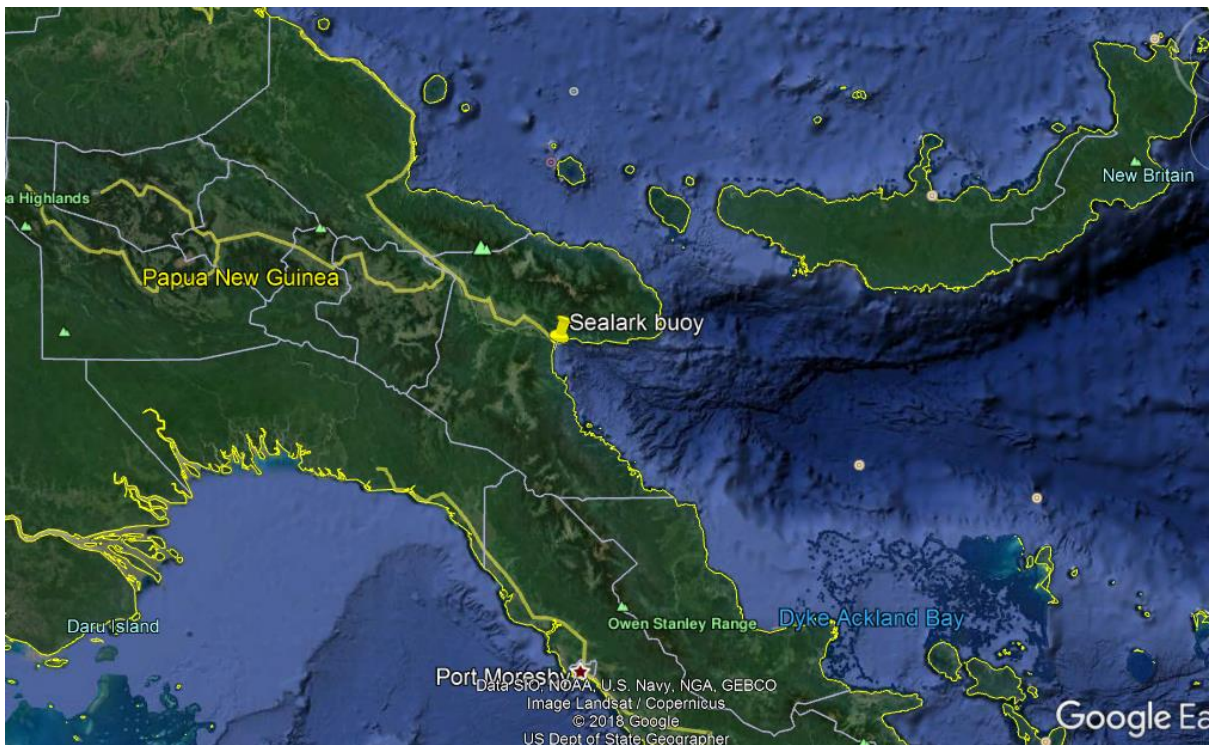 New Britain
ea Highlands
Papua New Guinea
Sealark buoy
Dyke Ackland Bay
Daru Island
Owen Stanley Range
Port Moresby
Data SIO, NOAA, U.S. Navy, NGA, GEBCO
Image Landsat / Copernicus
© 2018 Google
US Dept of State Geographer
Google Ea